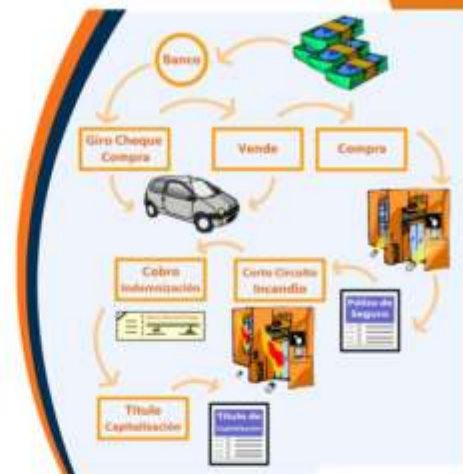 Banco
Giro Cheque
Compra
Vende
Compra
Cobro
Indemnización
Corto Circuito
Incendio
Póliza de
Seguro
Título
Capitalización
Título de